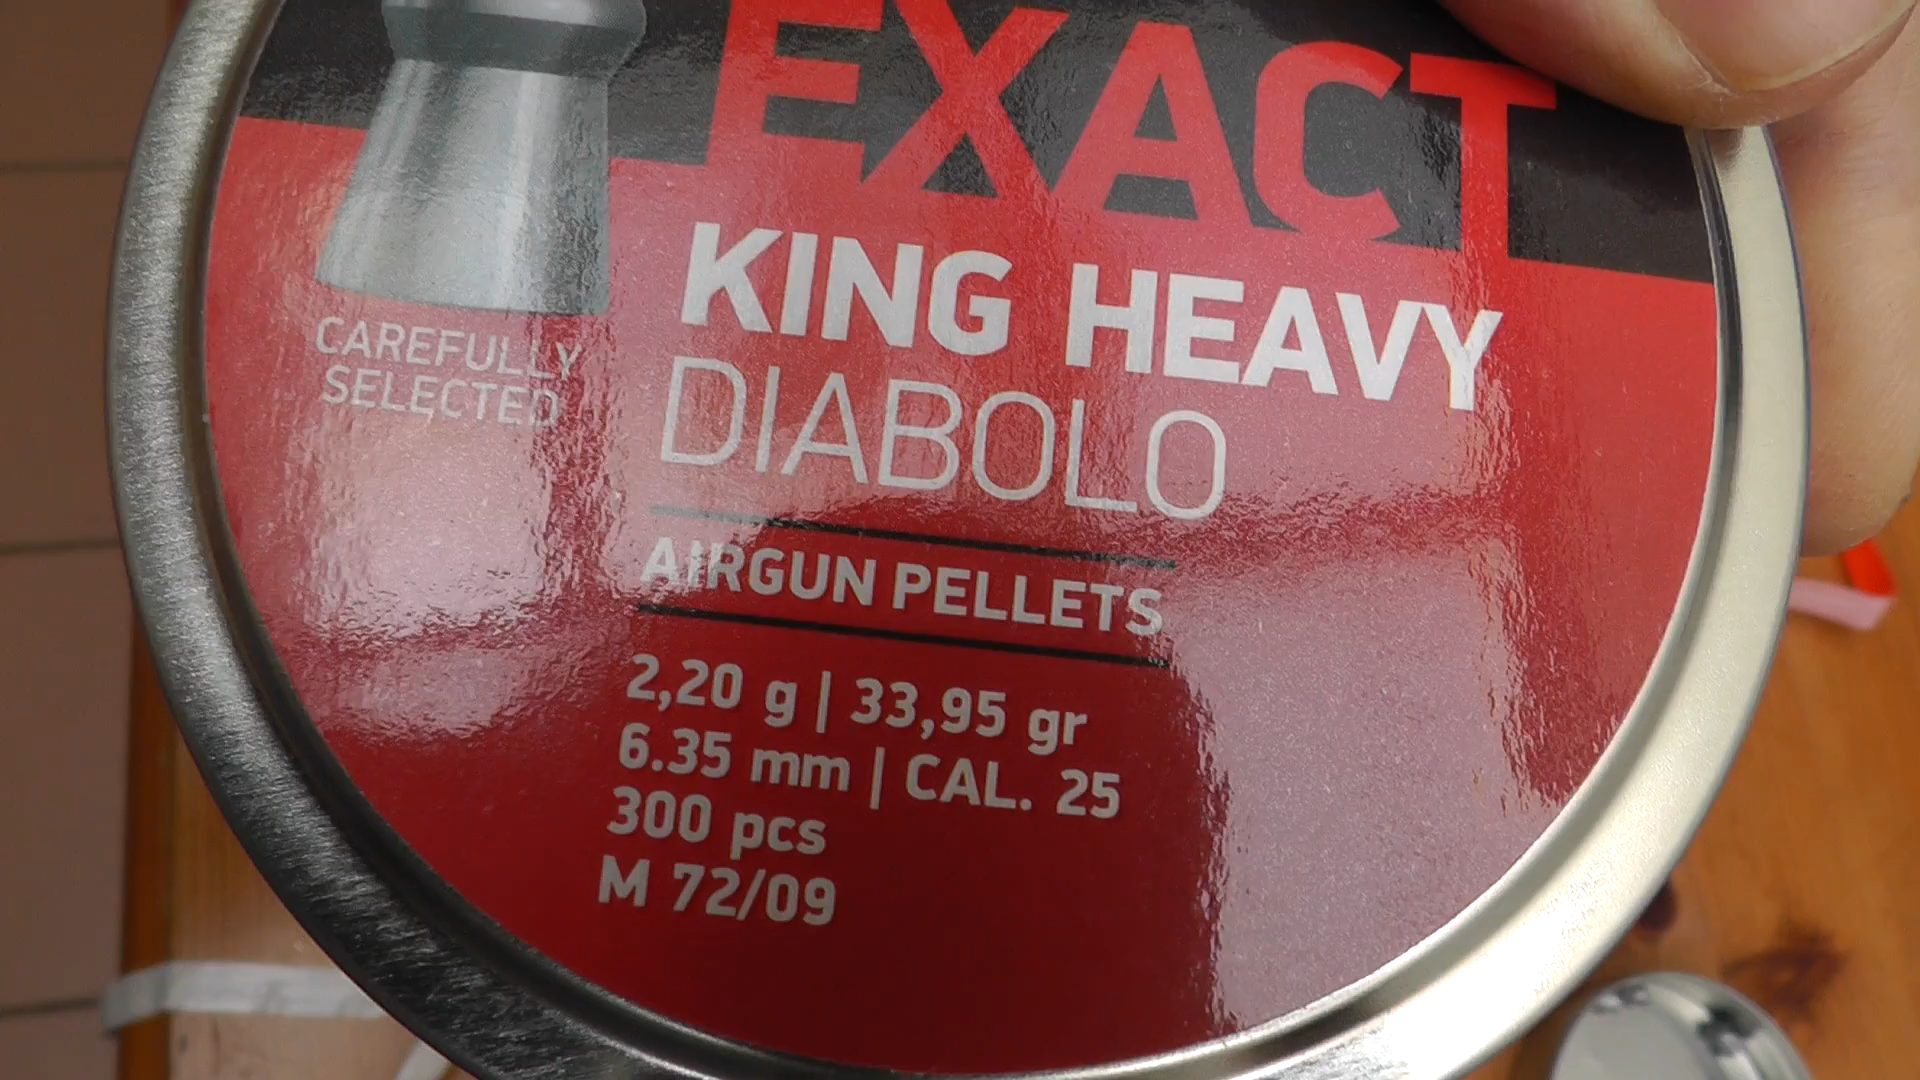 EXACT
KING HEAVY
DIABOLO
CAREFULLY
SELECTED
AIRGUN PELLETS
2,20 g | 33,95 gr
6.35 mm | CAL. 25
300 pcs
M 72/09